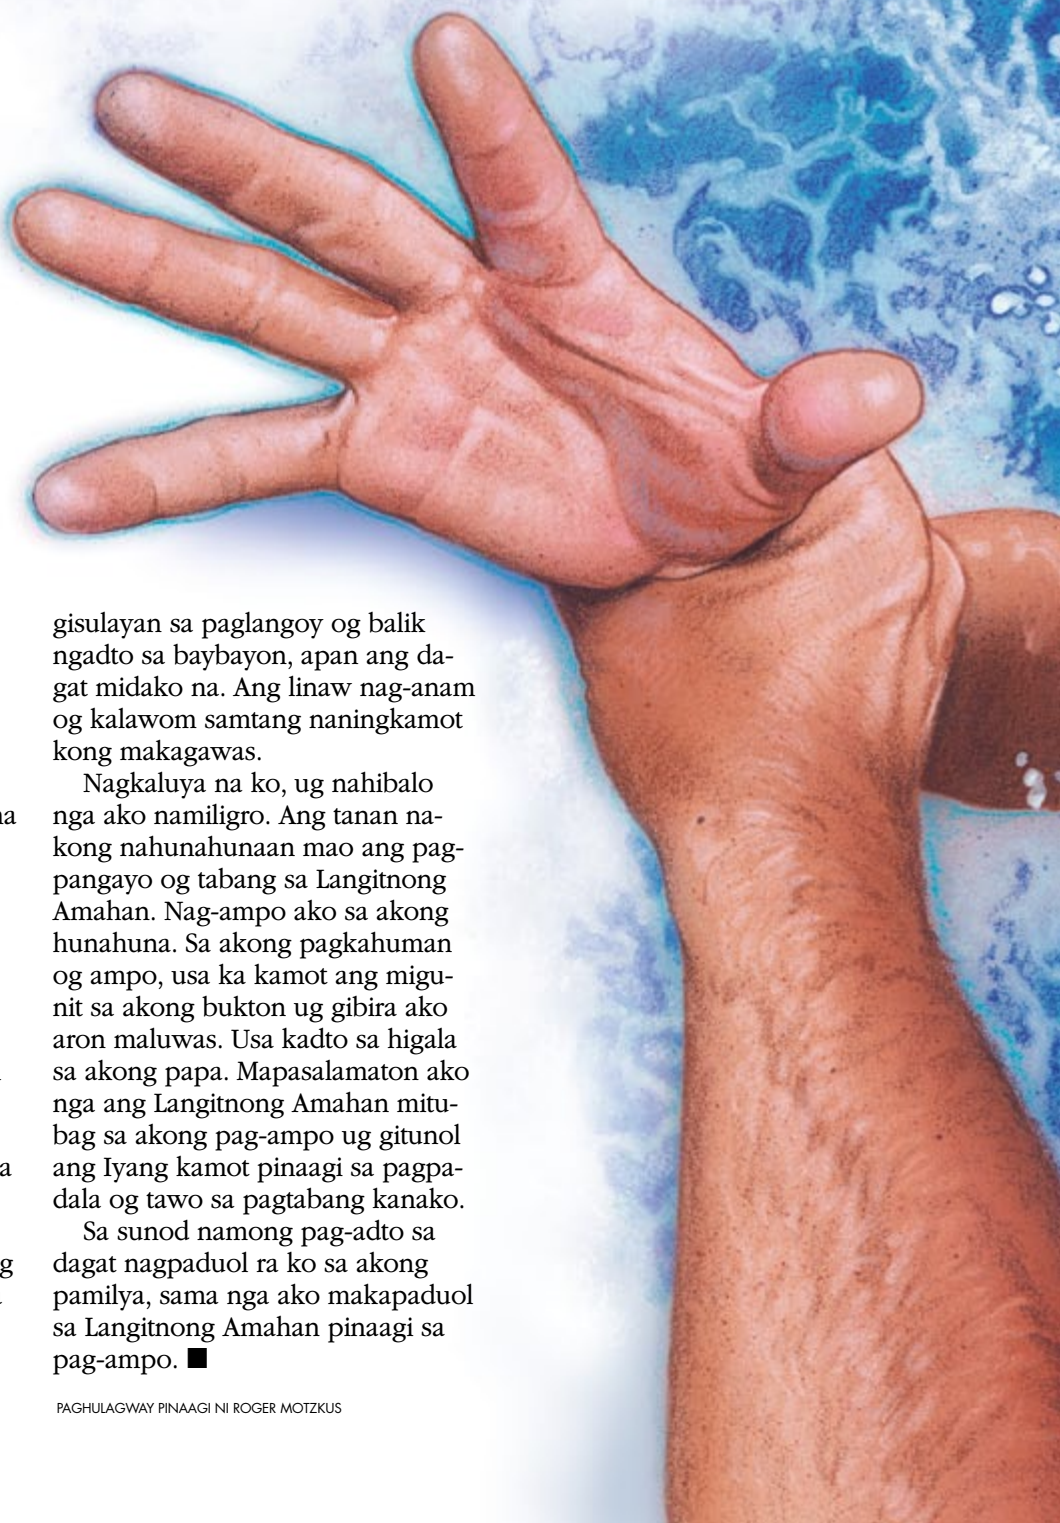 gisulayan sa paglangoy og balik
ngadto sa baybayon, apan ang da-
gat midako na. Ang linaw nag-anam
og kalawom samtang naningkamot
kong makagawas.
Nagkaluya na ko, ug nahibalo
nga ako namiligro. Ang tanan na-
kong nahunahunaan mao ang pag-
pangayo og tabang sa Langitnong
Amahan. Nag-ampo ako sa akong
hunahuna. Sa akong pagkahuman
og ampo, usa ka kamot ang migu-
nit sa akong bukton ug gibira ako
aron maluwas. Usa kadto sa higala
sa akong papa. Mapasalamaton ako
nga ang Langitnong Amahan mitu-
bag sa akong pag-ampo ug gitunol
ang Iyang kamot pinaagi sa pagpa-
dala og tawo sa pagtabang kanako.
Sa sunod namong pag-adto sa
dagat nagpaduol ra ko sa akong
pamilya, sama nga ako makapaduol
sa Langitnong Amahan pinaagi sa
pag-ampo. ■
PAGHULAGWAY PINAAGI NI ROGER MOTZKUS